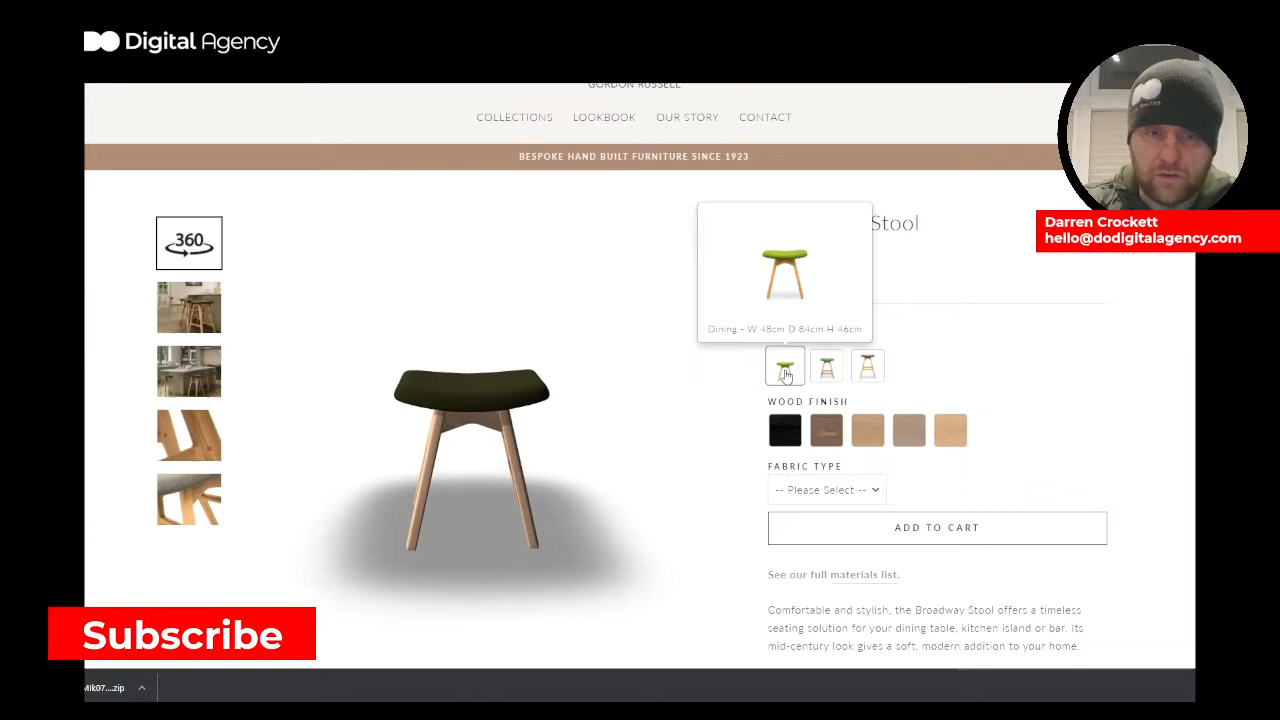 DO Digital Agency
GORDON RUSSELL
COLLECTIONS LOOKBOOK OUR STORY CONTACT
BESPOKE HAND BUILT FURNITURE SINCE 1923
Darren Crockett
hello@dodigitalagency.com
360
Stool
Dining - W 48cm D 84cm H 46cm
WOOD FINISH
FABRIC TYPE
-- Please Select --
ADD TO CART
See our full materials list.
Comfortable and stylish, the Broadway Stool offers a timeless
seating solution for your dining table, kitchen island or bar. Its
mid-century look gives a soft, modern addition to your home.
Subscribe
MIk07....zip